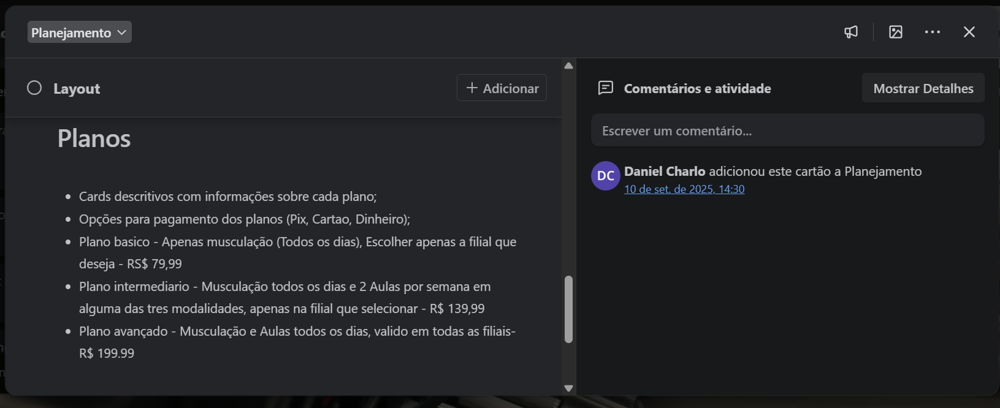 Planejamento
Layout
Adicionar
Planos
Cards descritivos com informações sobre cada plano;
Opções para pagamento dos planos (Pix, Cartao, Dinheiro);
Plano basico - Apenas musculação (Todos os dias), Escolher apenas a filial que
deseja - RS$ 79,99
Plano intermediario - Musculação todos os dias e 2 Aulas por semana em
alguma das tres modalidades, apenas na filial que selecionar - R$ 139,99
Plano avançado - Musculação e Aulas todos os dias, valido em todas as filiais-
R$ 199.99
Comentários e atividade
Mostrar Detalhes
Escrever um comentário...
DC
Daniel Charlo adicionou este cartão a Planejamento
10 de set. de 2025, 14:30